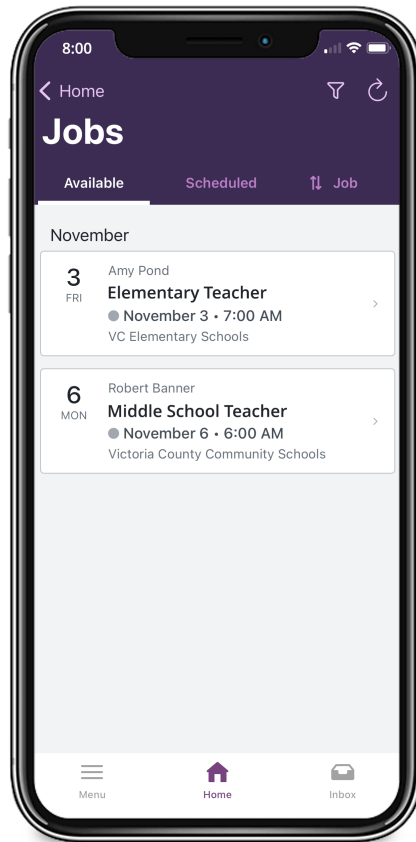 8:00
Home
Jobs
Available Scheduled Job
November
3
FRI
Amy Pond
Elementary Teacher
November 3 • 7:00 AM
VC Elementary Schools
6
MON
Robert Banner
Middle School Teacher
November 6 • 6:00 AM
Victoria County Community Schools
Menu Home Inbox